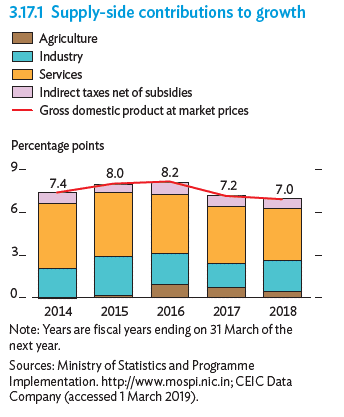 3.17.1 Supply-side contributions to growth
Agriculture
Industry
Services
Indirect taxes net of subsidies
Gross domestic product at market prices
Percentage points
9
8.0
8.2
7.4
7.2
7.0
6
3
0
2014 2015 2016 2017 2018
Note: Years are fiscal years ending on 31 March of the
next year.
Sources: Ministry of Statistics and Programme
Implementation. http://www.mospi.nic.in; CEIC Data
Company (accessed 1 March 2019).